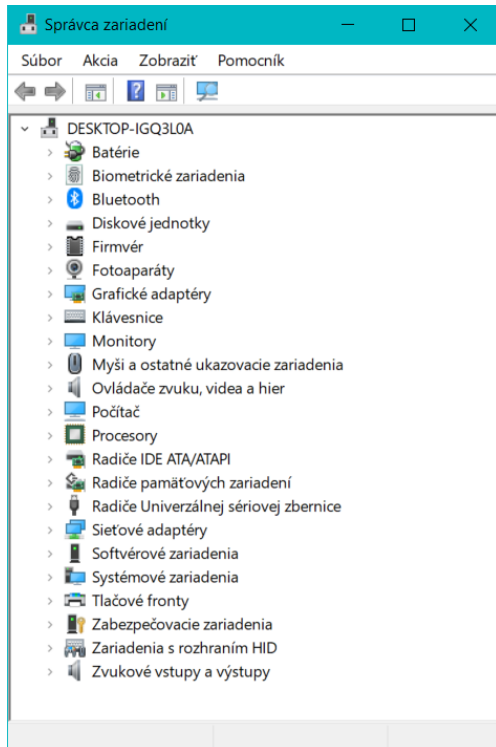 Správca zariadení
Súbor Akcia Zobraziť Pomocník
DESKTOP-IGQ3L0A
Batérie
Biometrické zariadenia
Bluetooth
Diskové jednotky
Firmvér
Fotoaparáty
Grafické adaptéry
Klávesnice
Monitory
Myši a ostatné ukazovacie zariadenia
Ovládače zvuku, videa a hier
Počítač
Procesory
Radiče IDE ATA/ATAPI
Radiče pamäťových zariadení
Radiče Univerzálnej sériovej zbernice
Sieťové adaptéry
Softvérové zariadenia
Systémové zariadenia
Tlačové fronty
Zabezpečovacie zariadenia
Zariadenia s rozhraním HID
Zvukové vstupy a výstupy